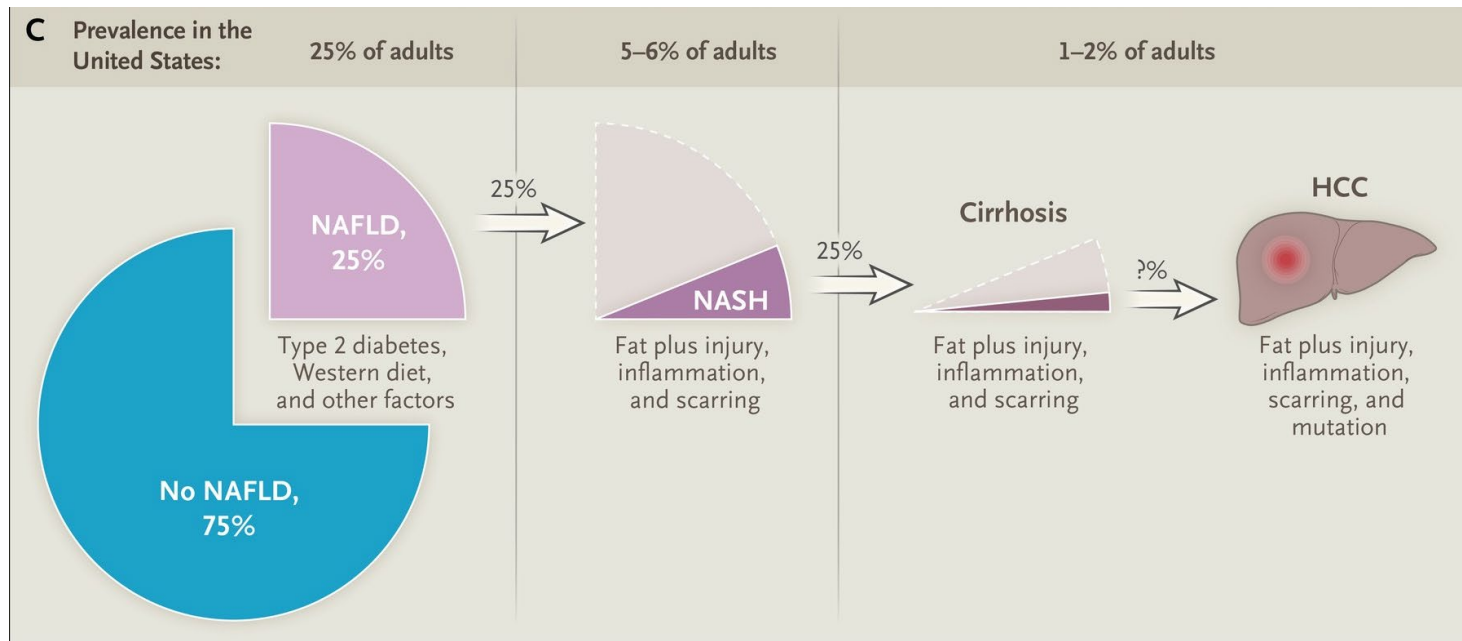 C
Prevalence in the
United States:
25% of adults
5–6% of adults
1–2% of adults
NAFLD,
25%
Type 2 diabetes,
Western diet,
and other factors
No NAFLD,
75%
25%
NASH
Fat plus injury,
inflammation,
and scarring
25%
Cirrhosis
Fat plus injury,
inflammation,
and scarring
?%
HCC
Fat plus injury,
inflammation,
scarring, and
mutation